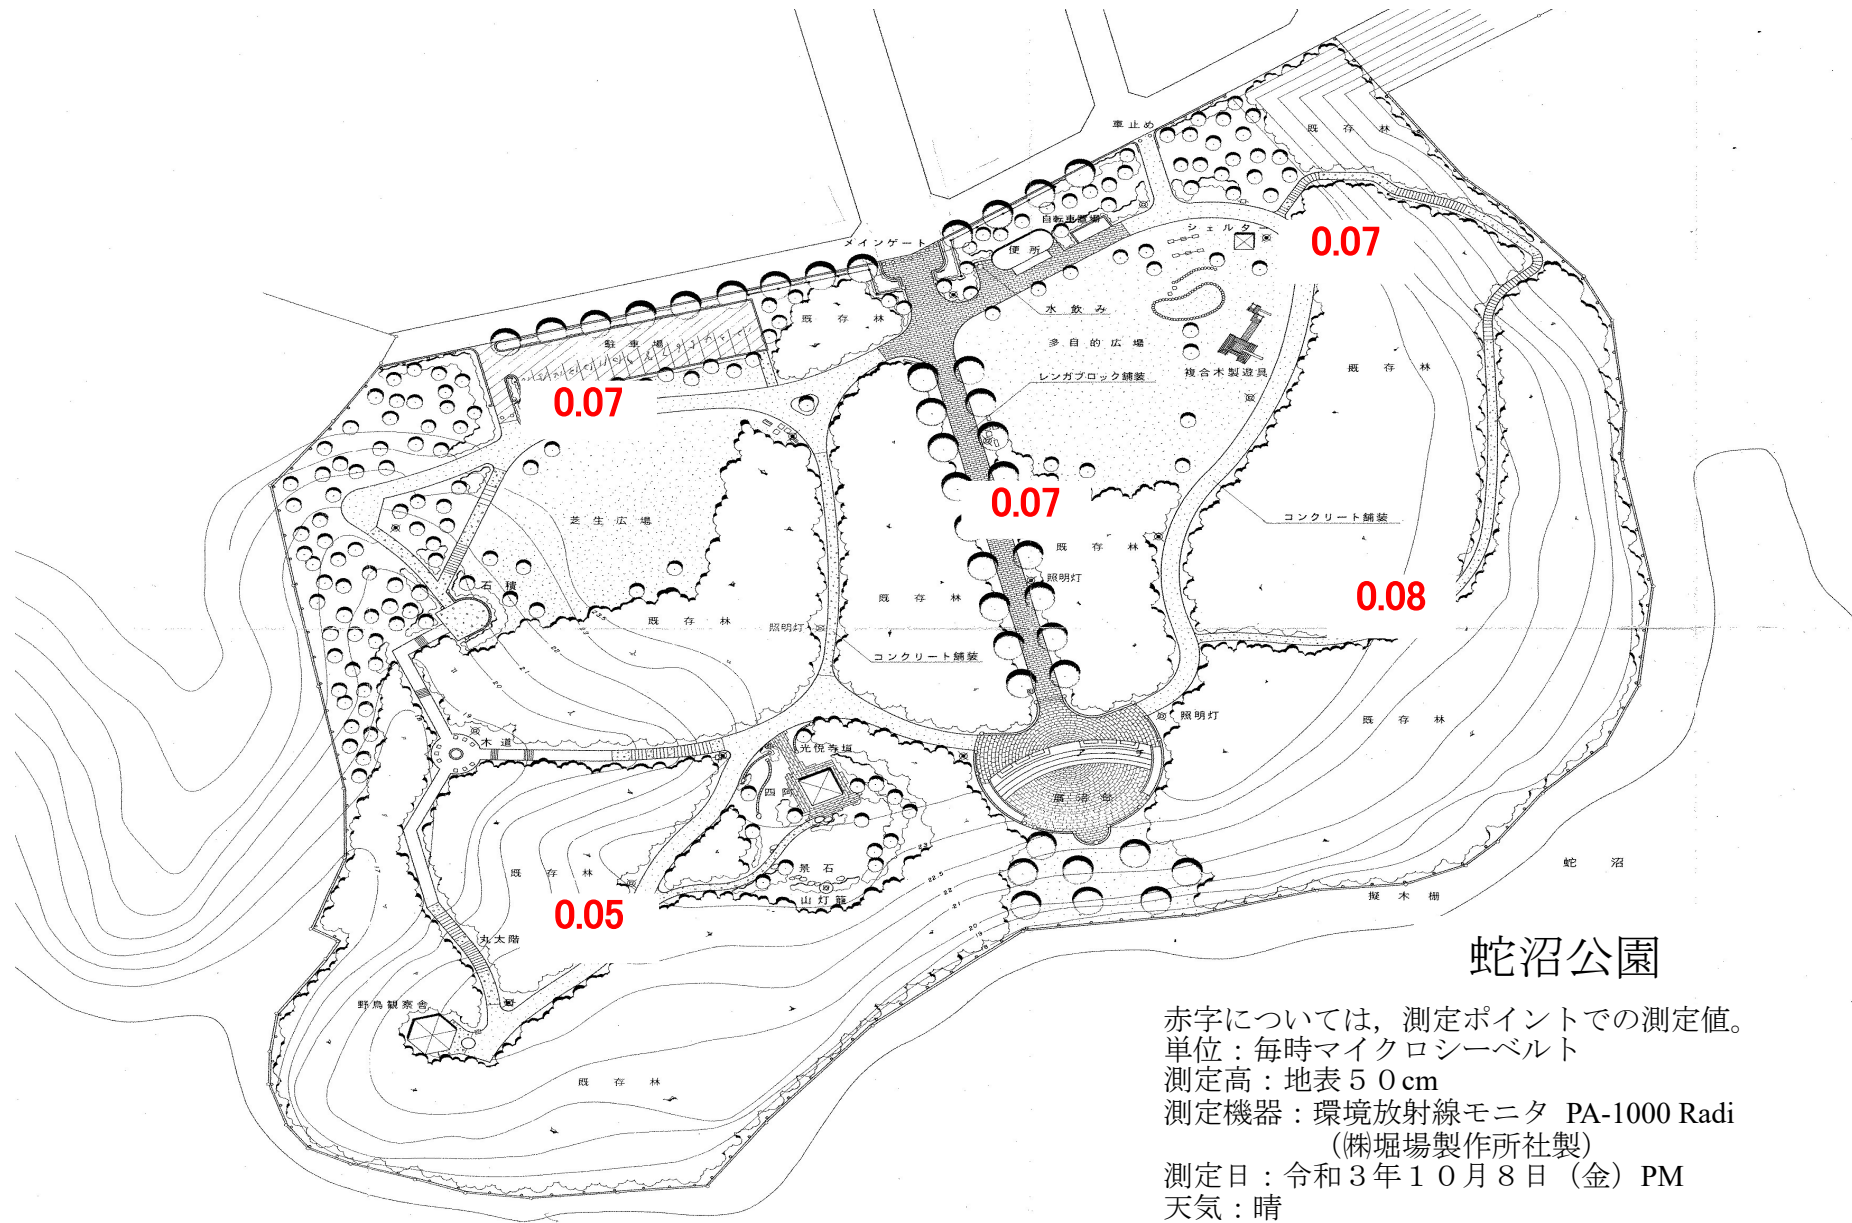 車止め
既存林
自転車置場
メインゲート
便所
シェルター
0.07
水飲み
既存林
駐車場
多目的広場
レンガブロック舗装
複合木製遊具
既存林
0.07
0.07
芝生広場
コンクリート舗装
既存林
照明灯
石積
0.08
既存林
既存林
照明灯
コンクリート舗装
照明灯
既存林
木道
光悦寺垣
四阿
蛇沼
既存林
景石
山灯籠
擬木柵
0.05
丸太階
野鳥観察舎
既存林
22.5
22
21
20
19
蛇沼公園
赤字については，測定ポイントでの測定値。
単位：毎時マイクロシーベルト
測定高：地表５０cm
測定機器：環境放射線モニタ PA-1000 Radi
（㈱堀場製作所社製）
測定日：令和３年１０月８日（金）PM
天気：晴